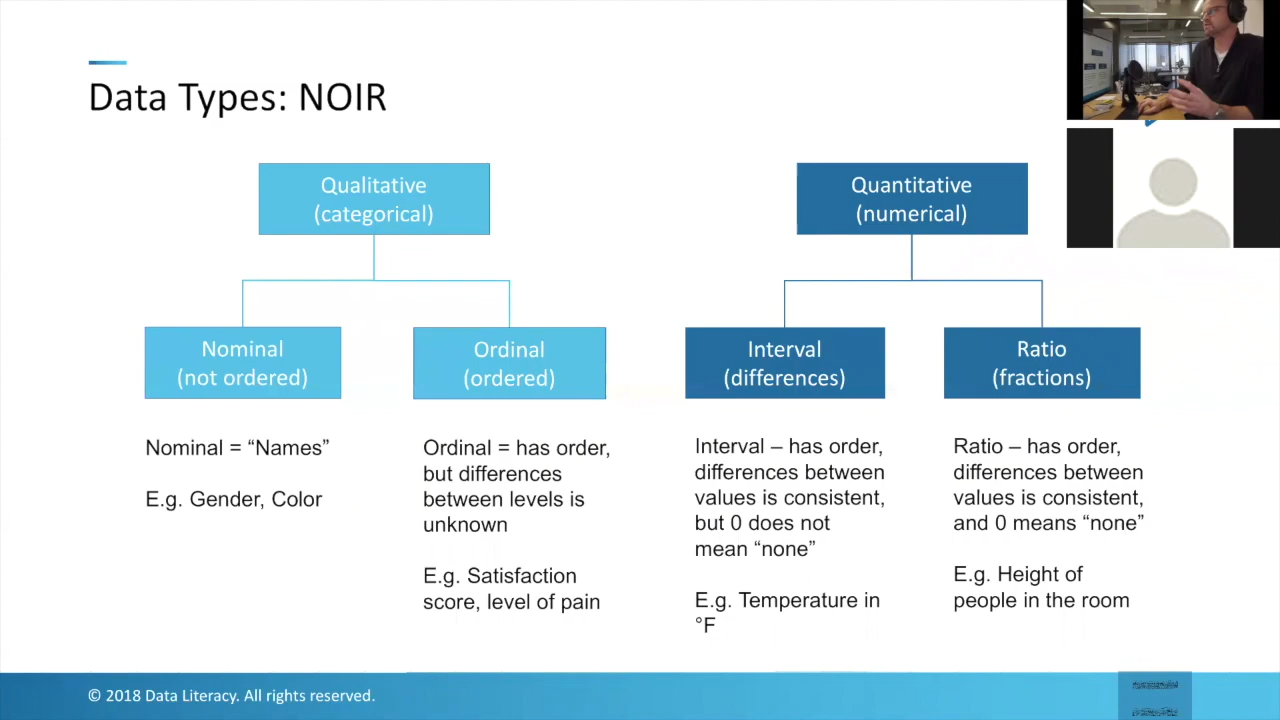 Data Types: NOIR
Qualitative
(categorical)
Quantitative
(numerical)
Nominal
(not ordered)
Ordinal
(ordered)
Interval
(differences)
Ratio
(fractions)
Nominal = “Names”
E.g. Gender, Color
Ordinal = has order,
but differences
between levels is
unknown
E.g. Satisfaction
score, level of pain
Interval – has order,
differences between
values is consistent,
but 0 does not
mean “none”
E.g. Temperature in
°F
Ratio – has order,
differences between
values is consistent,
and 0 means “none”
E.g. Height of
people in the room
© 2018 Data Literacy. All rights reserved.